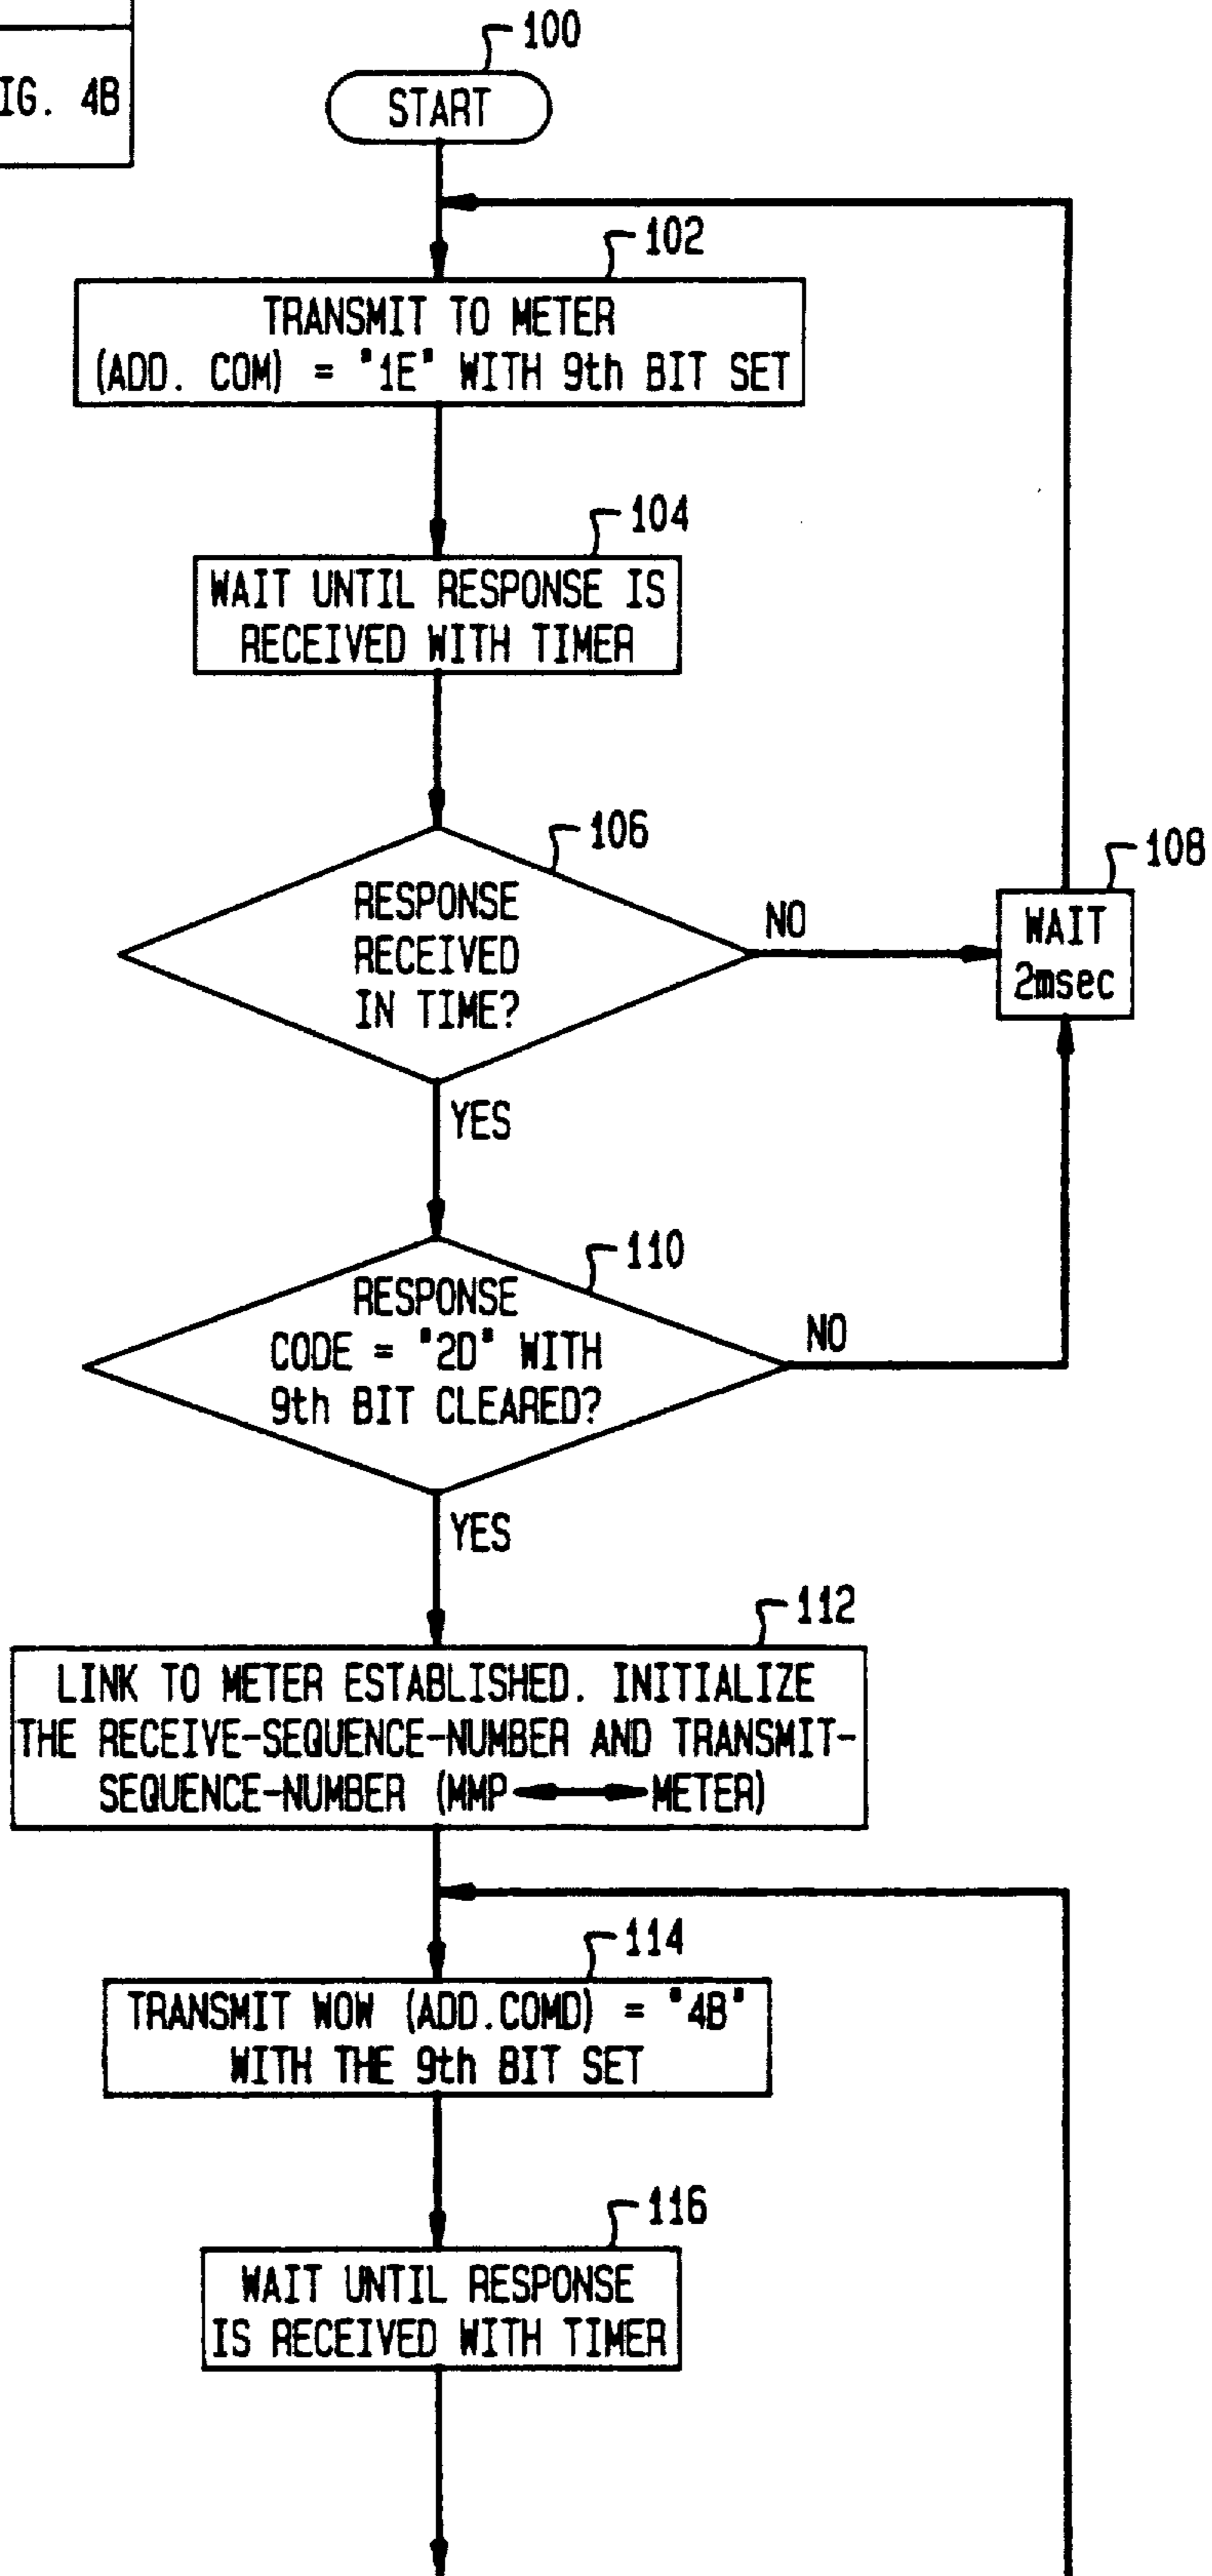 IG. 4B
100
START
102
TRANSMIT TO METER
(ADD. COM) = "1E" WITH 9th BIT SET
104
WAIT UNTIL RESPONSE IS
RECEIVED WITH TIMER
106
RESPONSE
RECEIVED
IN TIME?
NO
108
WAIT
2msec
YES
110
RESPONSE
CODE = "2D" WITH
9th BIT CLEARED?
NO
YES
112
LINK TO METER ESTABLISHED. INITIALIZE
THE RECEIVE-SEQUENCE-NUMBER AND TRANSMIT-
SEQUENCE-NUMBER (MMP ⟷ METER)
114
TRANSMIT WOW (ADD.COMD) = "4B"
WITH THE 9th BIT SET
116
WAIT UNTIL RESPONSE
IS RECEIVED WITH TIMER